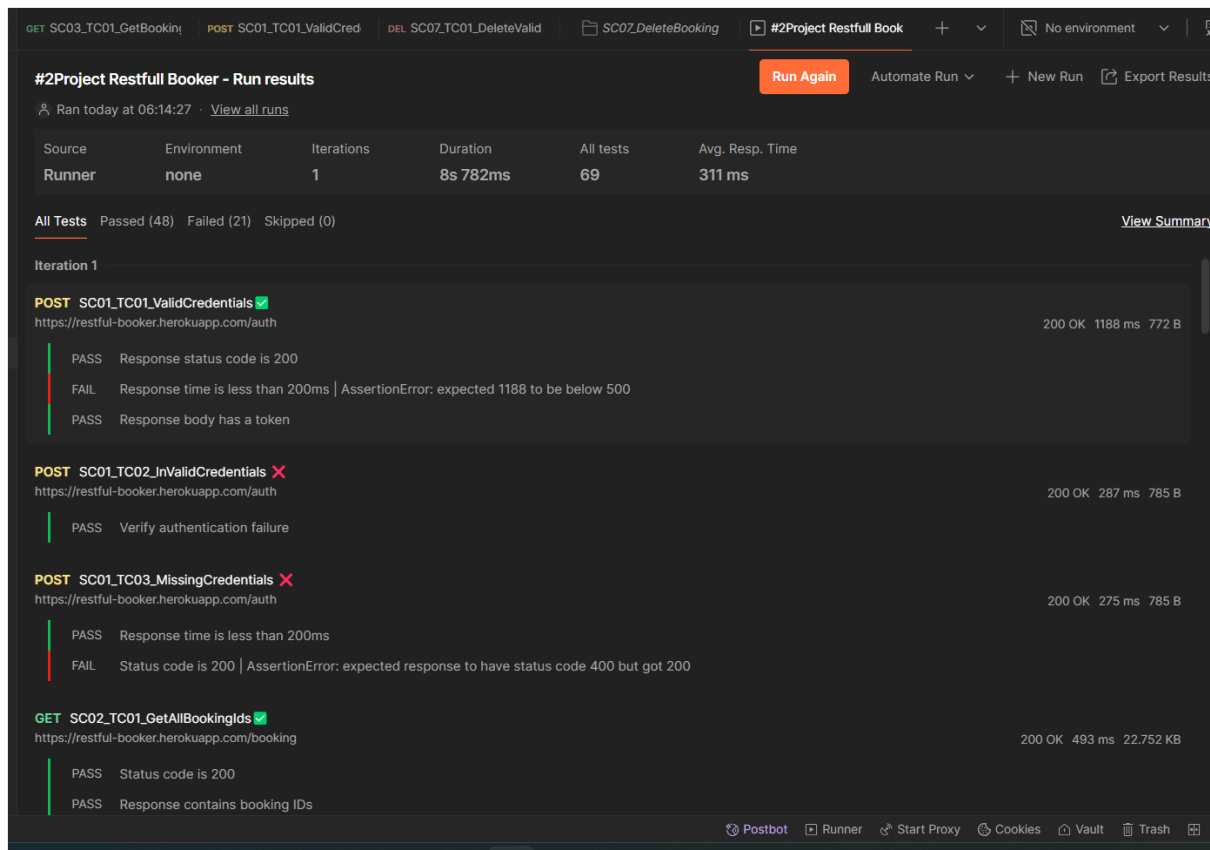 GET SC03_TC01_GetBooking POST SC01_TC01_ValidCred DEL SC07_TC01_DeleteValid SC07_DeleteBooking #2Project Restfull Book No environment
#2Project Restfull Booker - Run results Run Again Automate Run New Run Export Results
Ran today at 06:14:27 · View all runs
Source Environment Iterations Duration All tests Avg. Resp. Time
Runner none 1 8s 782ms 69 311 ms
All Tests Passed (48) Failed (21) Skipped (0) View Summary
Iteration 1
POST SC01_TC01_ValidCredentials✅
https://restful-booker.herokuapp.com/auth 200 OK 1188 ms 772 B
PASS Response status code is 200
FAIL Response time is less than 200ms | AssertionError: expected 1188 to be below 500
PASS Response body has a token
POST SC01_TC02_InValidCredentials ❌
https://restful-booker.herokuapp.com/auth 200 OK 287 ms 785 B
PASS Verify authentication failure
POST SC01_TC03_MissingCredentials ❌
https://restful-booker.herokuapp.com/auth 200 OK 275 ms 785 B
PASS Response time is less than 200ms
FAIL Status code is 200 | AssertionError: expected response to have status code 400 but got 200
GET SC02_TC01_GetAllBookingIds✅
https://restful-booker.herokuapp.com/booking 200 OK 493 ms 22.752 KB
PASS Status code is 200
PASS Response contains booking IDs
Postbot Runner Start Proxy Cookies Vault Trash